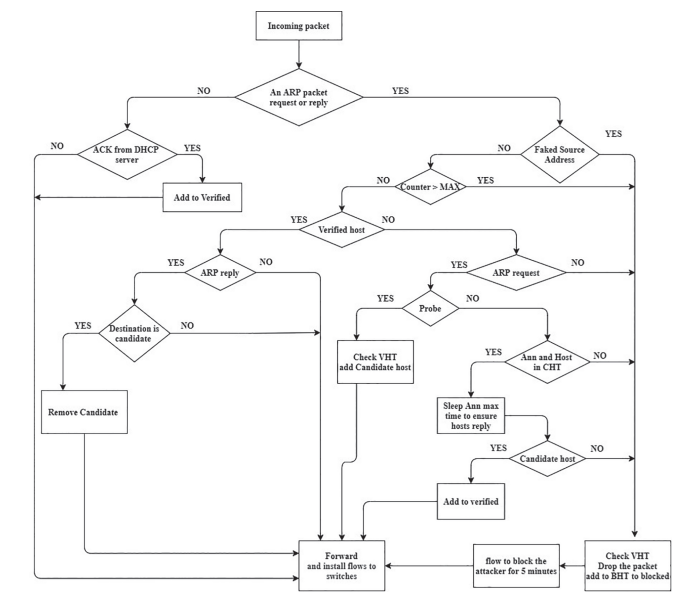 Incoming packet
An ARP packet
request or reply
NO
YES
ACK from DHCP
server
NO
YES
Add to Verified
Faked Source
Address
NO
YES
Counter > MAX
NO
YES
Verified host
YES
NO
ARP reply
YES
NO
ARP request
YES
NO
Destination is
candidate
YES
NO
Probe
YES
NO
Remove Candidate
Check VHT
add Candidate host
Ann and Host
in CHT
YES
NO
Sleep Ann max
time to ensure
hosts reply
Candidate host
YES
NO
Add to verified
Forward
and install flows to
switches
flow to block the
attacker for 5 minutes
Check VHT
Drop the packet
add to BHT to blocked